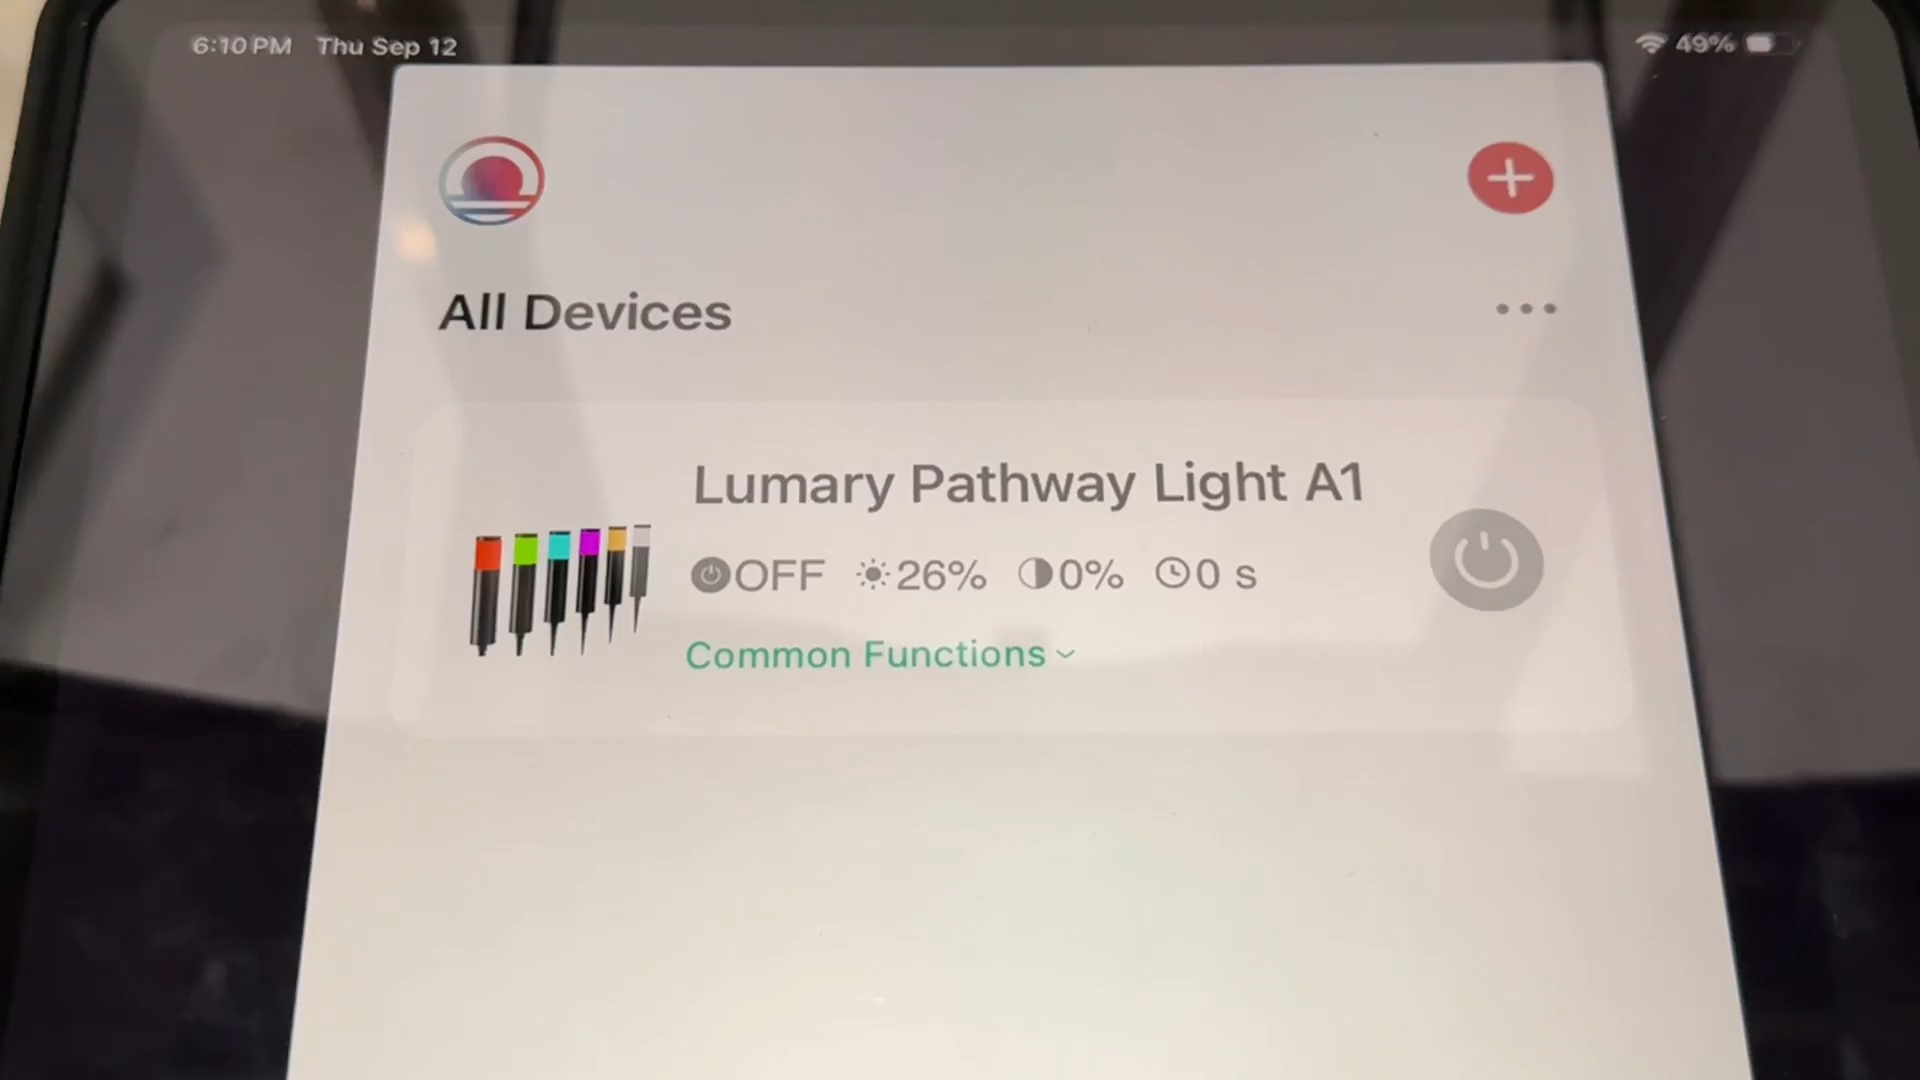 6:10 PM Thu Sep 12
49%
All Devices
Lumary Pathway Light A1
OFF 26% 0% 0 s
Common Functions